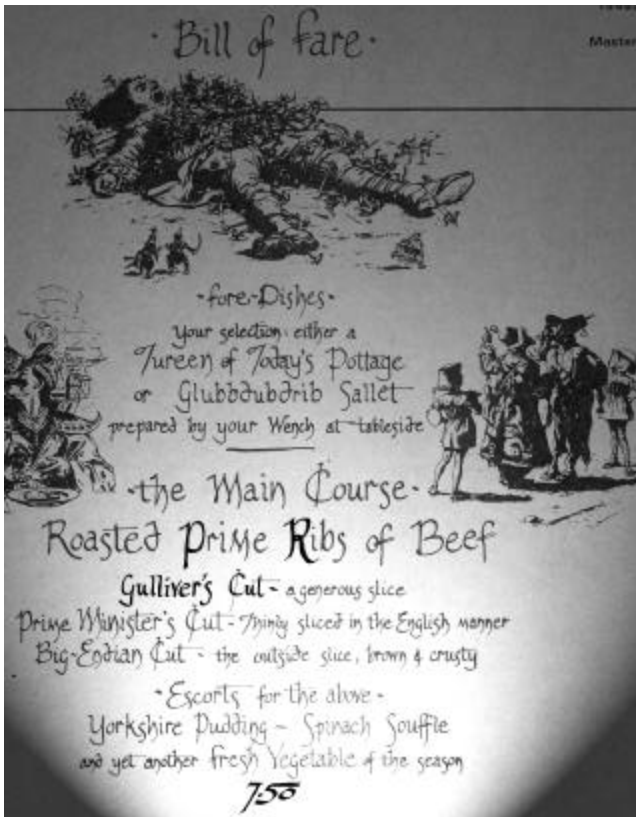 · Bill of fare ·
Master
- fore-Dishes -
Your selection: either a
Tureen of Today's Pottage
or Glubbdubdrib Sallet
prepared by your Wench at tableside
-the Main Course-
Roasted Prime Ribs of Beef
Gulliver's Cut - a generous slice
Prime Minister's Cut - Thinly sliced in the English manner
Big-Endian Cut - the outside slice, brown & crusty
- Escorts for the above -
Yorkshire Pudding - Spinach Souffle
and yet another fresh Vegetable of the season
7.50